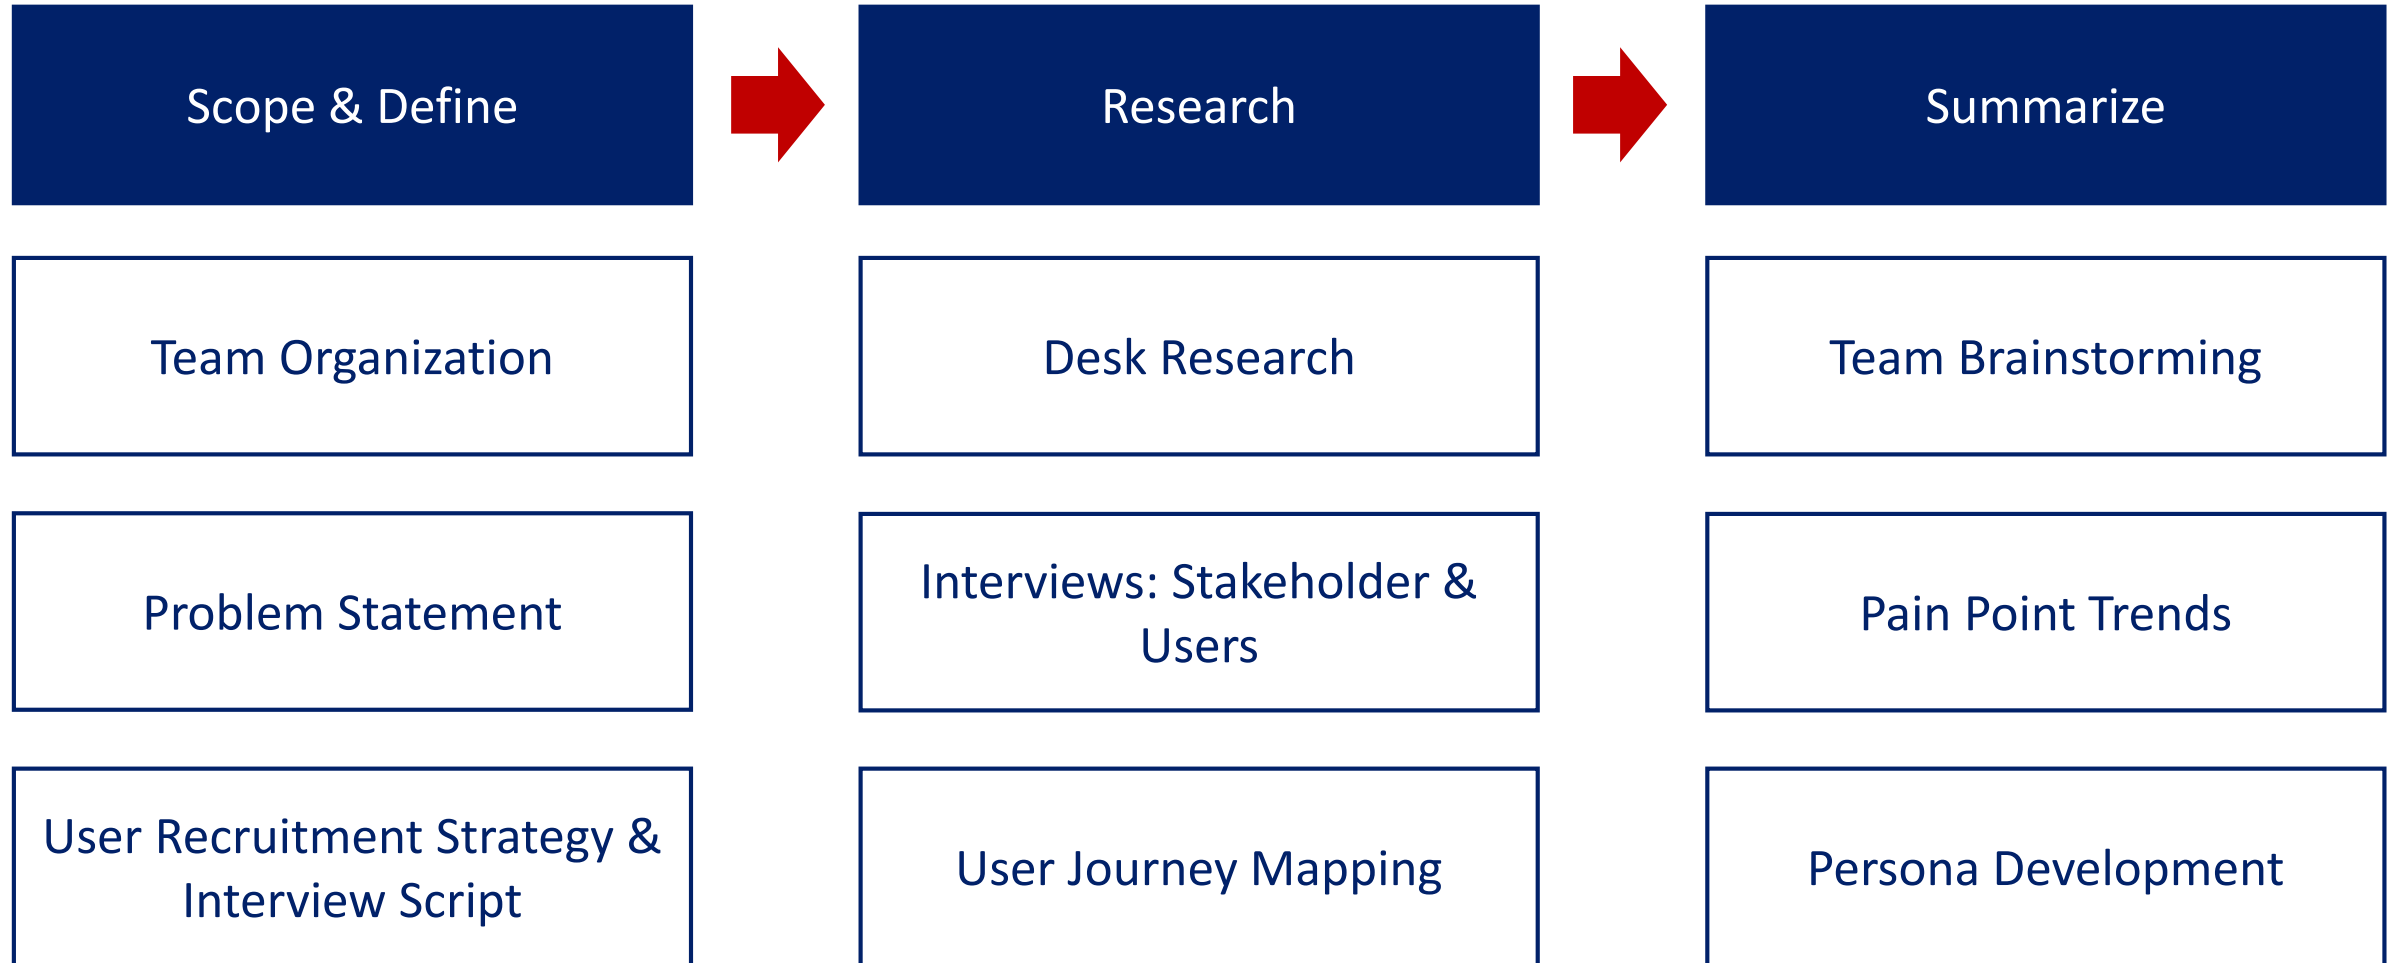 Scope & Define
Research
Summarize
Team Organization
Desk Research
Team Brainstorming
Problem Statement
Interviews: Stakeholder &
Users
Pain Point Trends
User Recruitment Strategy &
Interview Script
User Journey Mapping
Persona Development